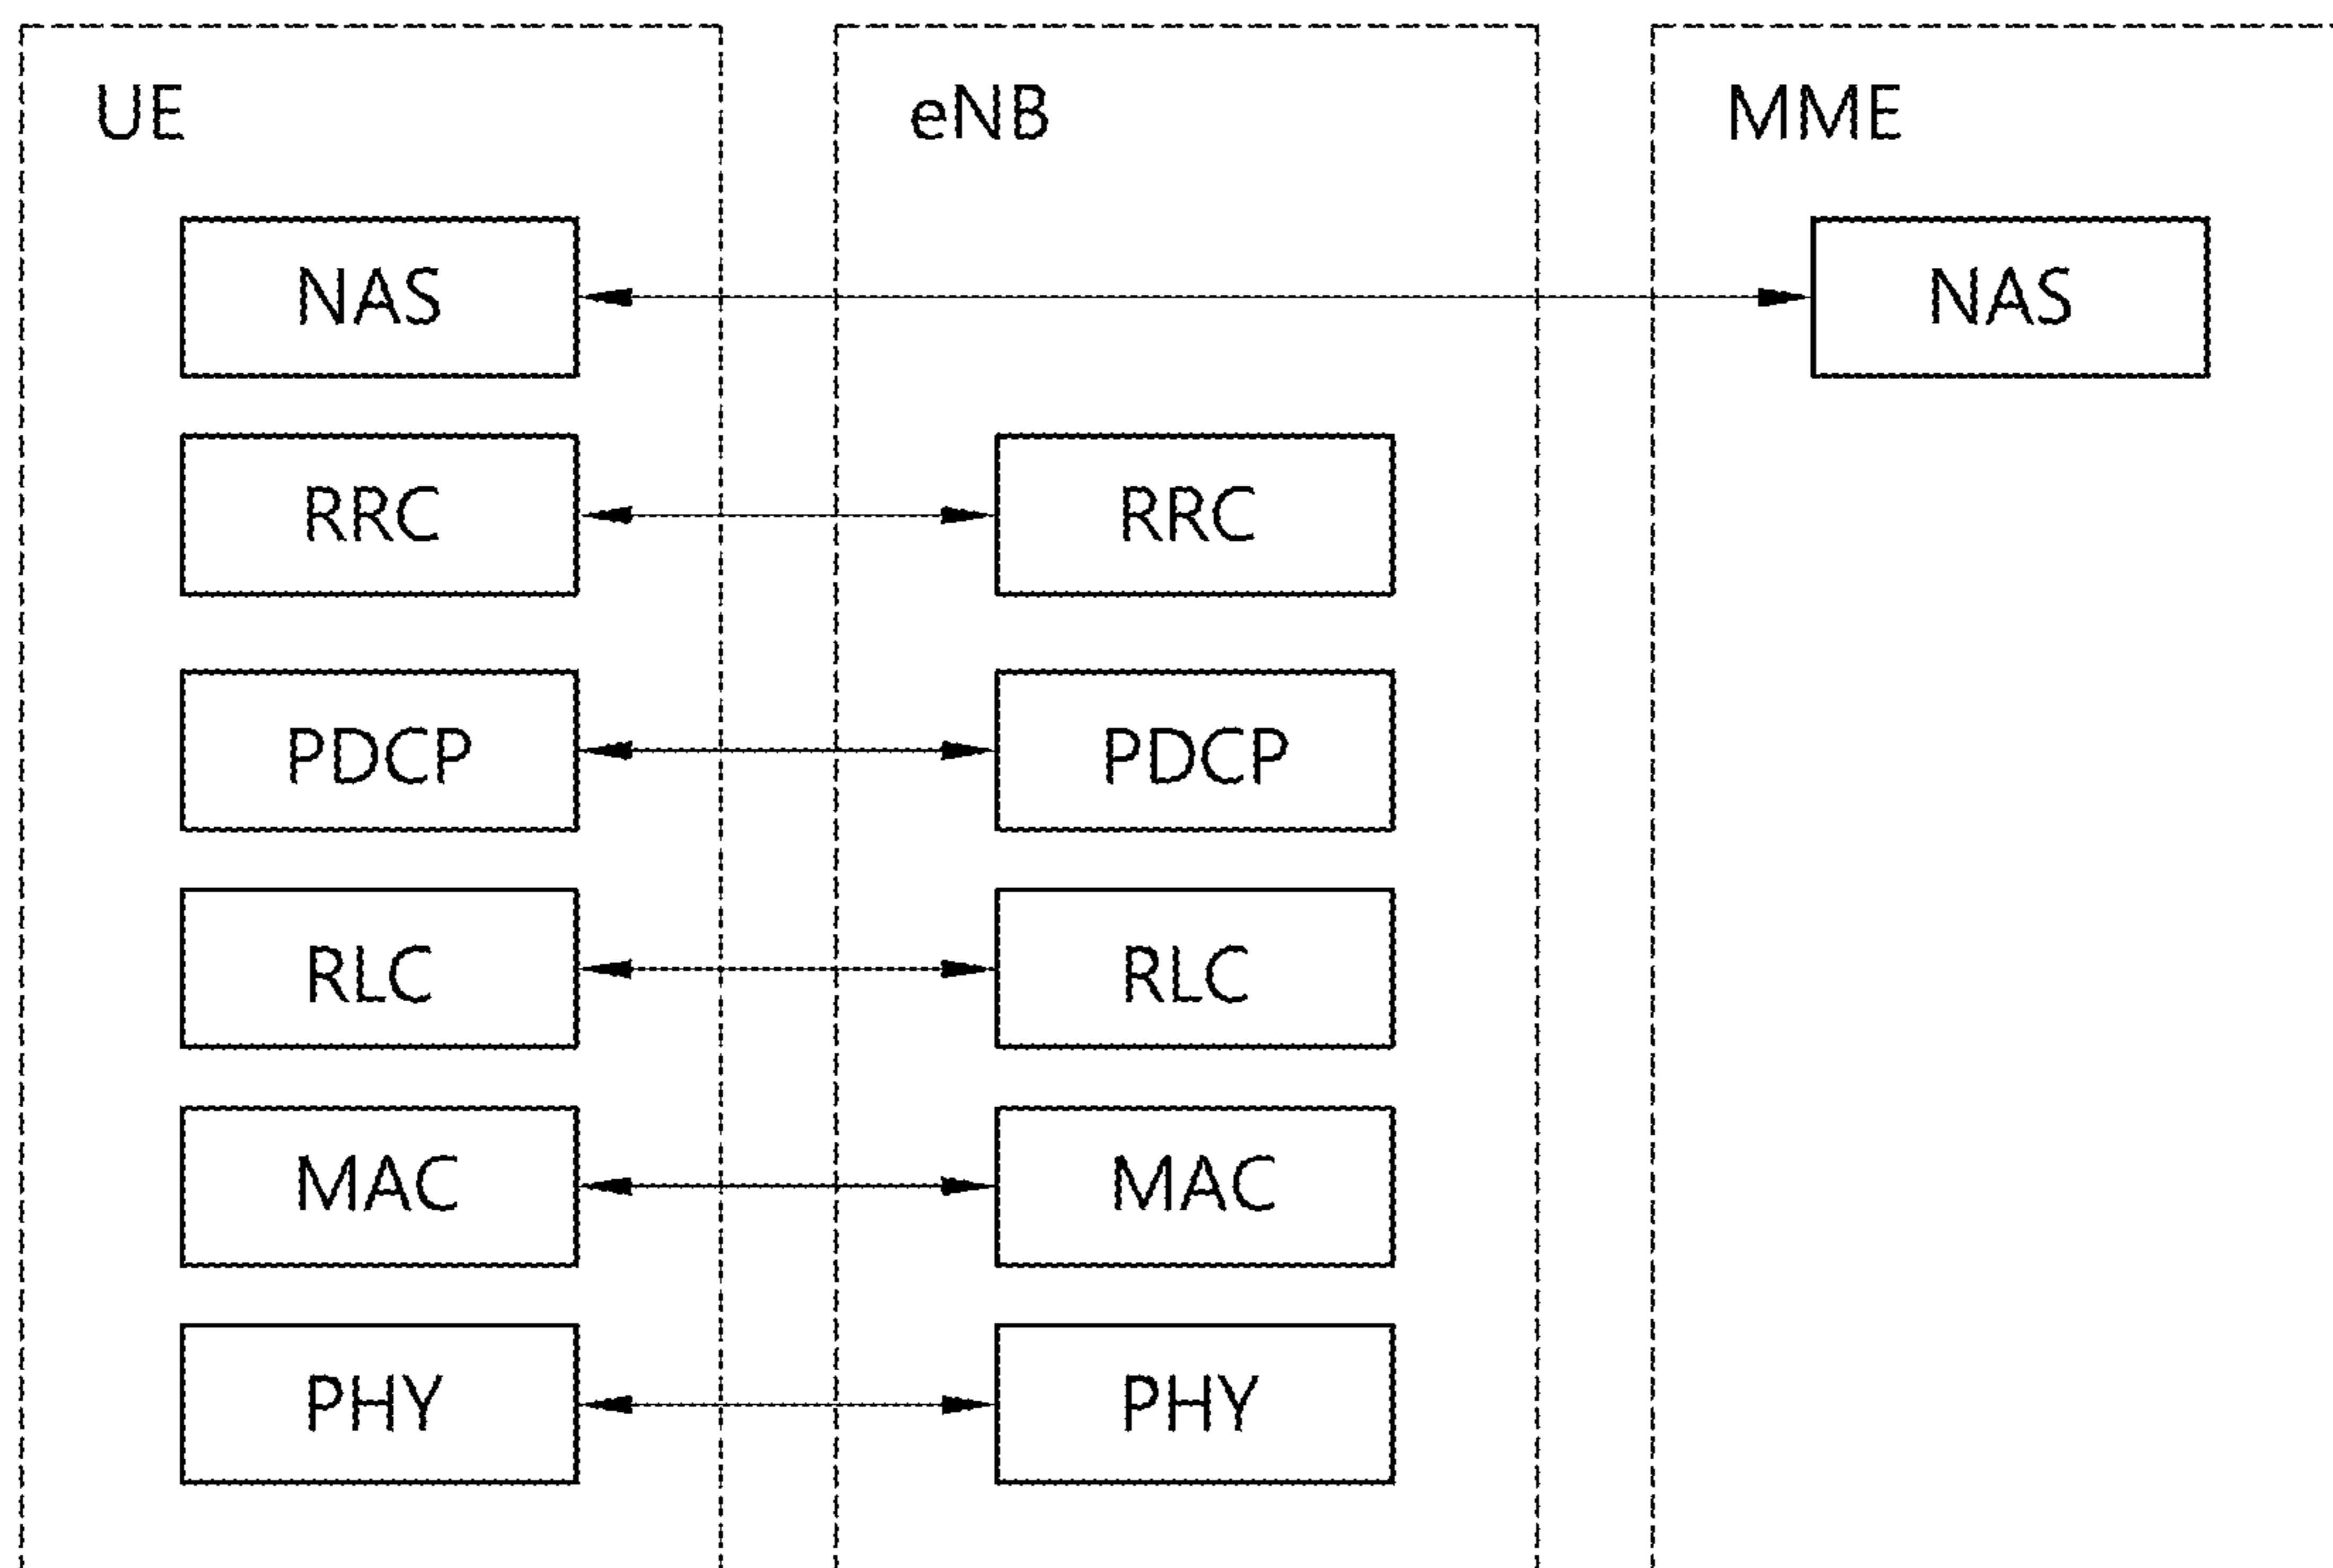 UE eNB MME
NAS NAS
RRC RRC
PDCP PDCP
RLC RLC
MAC MAC
PHY PHY